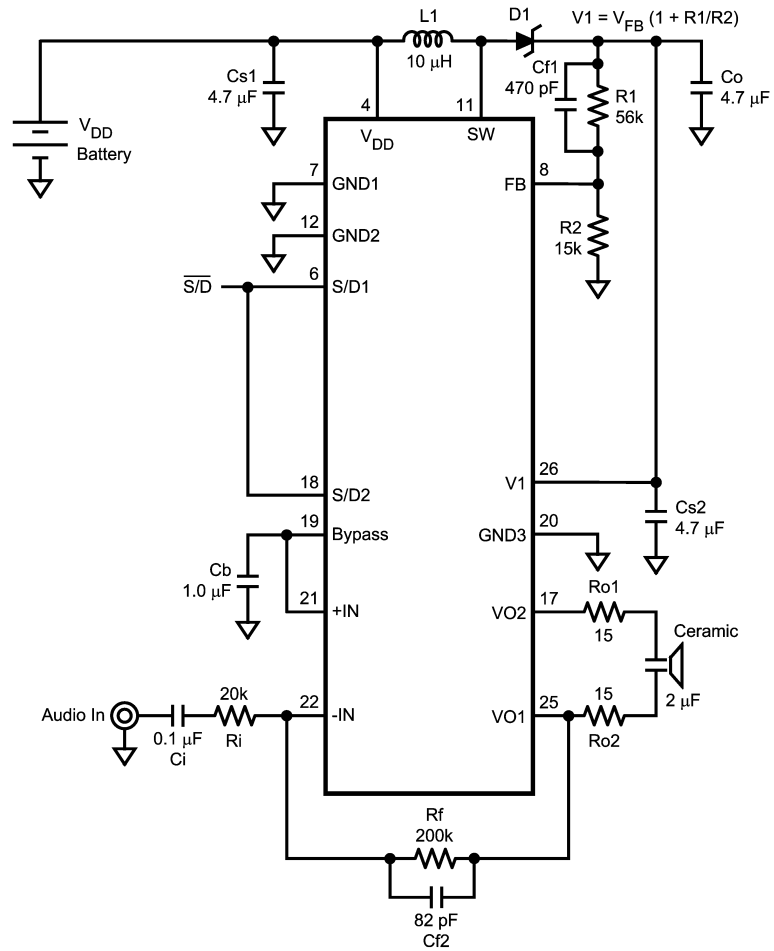 L1
D1
V1 = VFB (1 + R1/R2)
10 µH
Cs1
4.7 µF
Cf1
470 pF
R1
56k
Co
4.7 µF
4
11
VDD
Battery
VDD
SW
7
GND1
8
FB
12
GND2
R2
15k
S/D
6
S/D1
18
S/D2
26
V1
Cs2
4.7 µF
19
Bypass
20
GND3
Cb
1.0 µF
21
+IN
17
VO2
Ro1
15
Ceramic
2 µF
Audio In
0.1 µF
Ci
20k
Ri
22
-IN
25
VO1
15
Ro2
Rf
200k
82 pF
Cf2